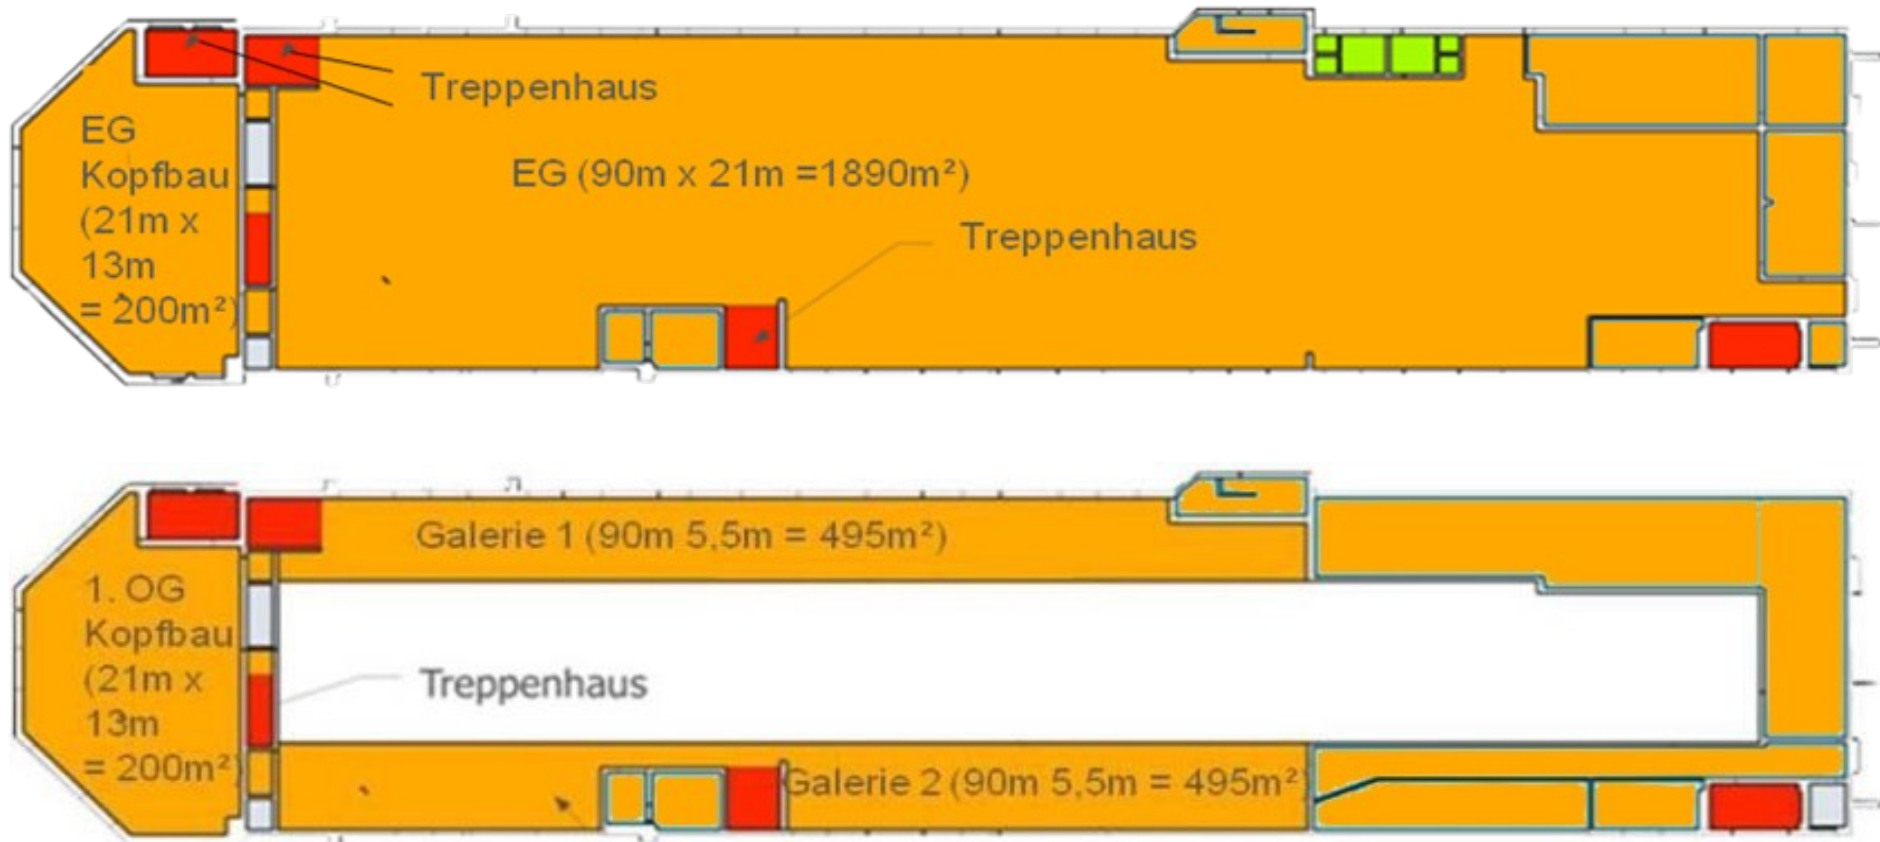 Treppenhaus
EG
Kopfbau
(21m x
13m
= 200m²)
EG (90m x 21m =1890m²)
Treppenhaus
Galerie 1 (90m 5,5m = 495m²)
1. OG
Kopfbau
(21m x
13m
= 200m²)
Treppenhaus
Galerie 2 (90m 5,5m = 495m²)